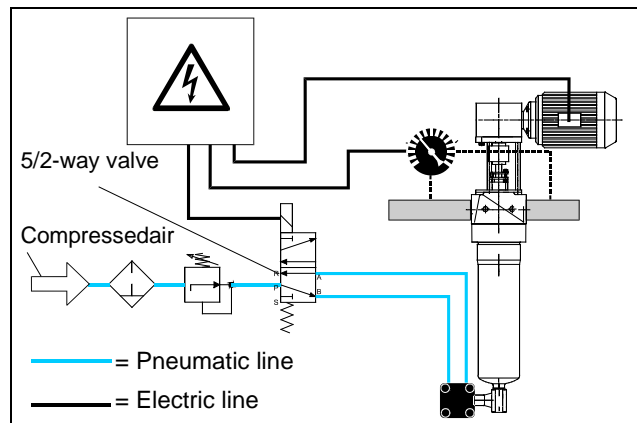 5/2-way valve
Compressedair
R
A
P
B
S
= Pneumatic line
= Electric line